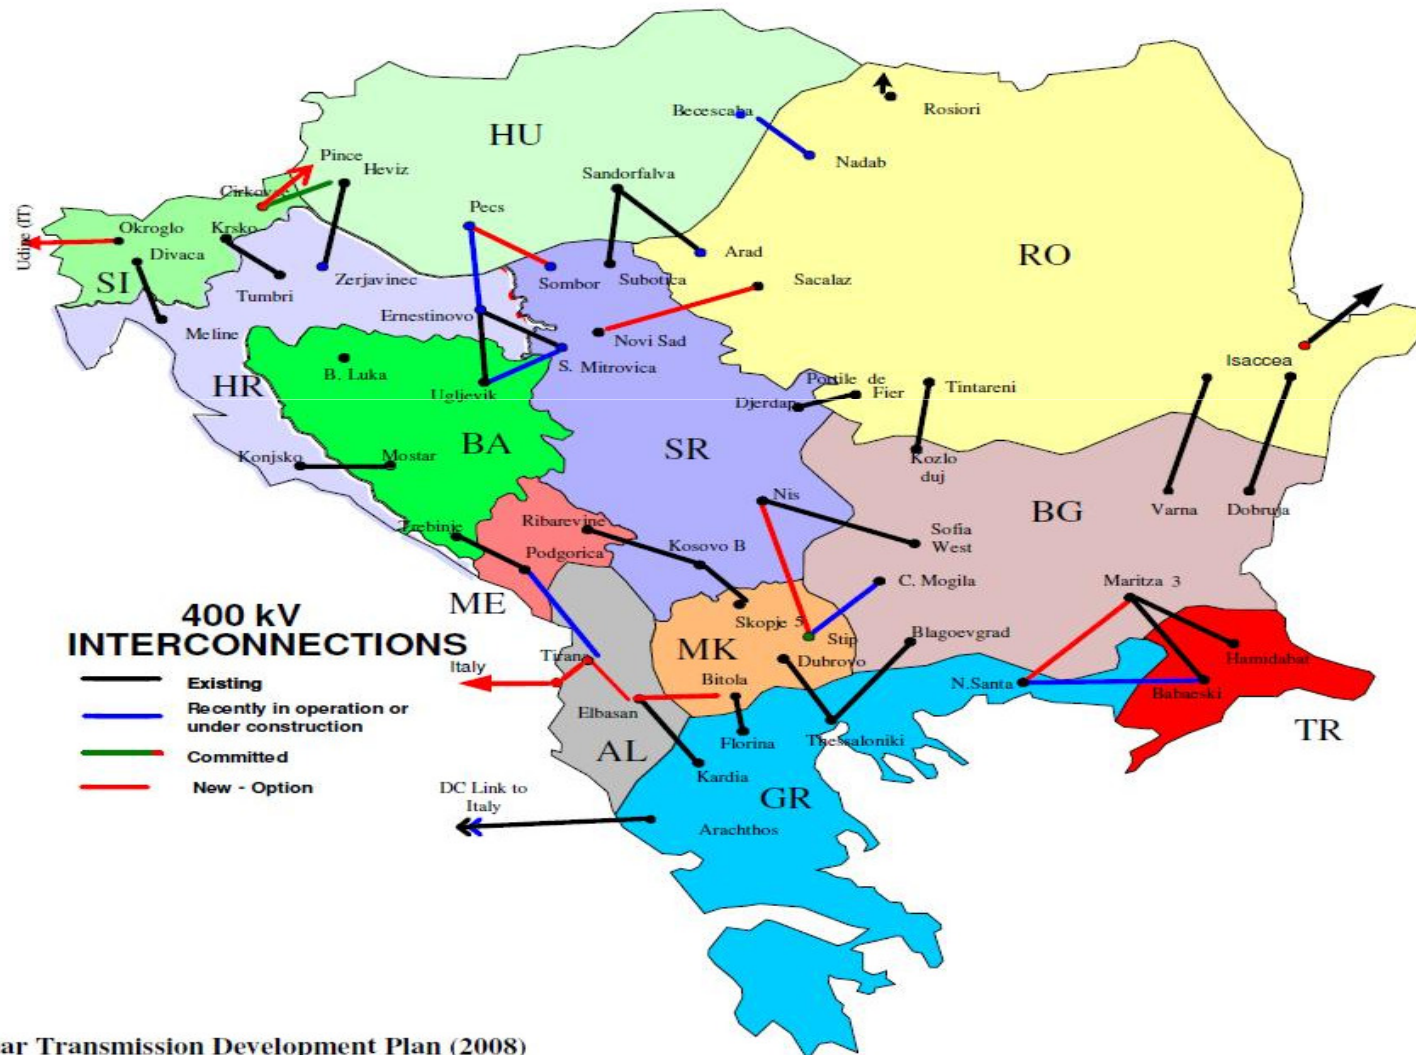 HU
RO
Pince
Heviz
Cirkovce
Becescaba
Rosiori
Nadab
Sandorfalva
Pecs
Udine (IT)
Okroglo
Krsko
Divaca
SI
Tumbri
Zerjavinec
Meline
Arad
Sombor
Subotica
Sacalaz
Ernestinovo
Novi Sad
S. Mitrovica
HR
B. Luka
Ugljevik
BA
SR
Isaccea
Portile de
Fier
Djerdap
Tintareni
Konjsko
Mostar
Kozlo
duj
Nis
BG
Varna
Dobruja
Trebinje
Ribarevine
Podgorica
Kosovo B
Sofia
West
C. Mogila
Maritza 3
ME
Skopje 5
MK
Stip
Dubrovo
Blagoevgrad
Hamidabat
Italy
Tirana
Bitola
N.Santa
Babaeski
TR
Elbasan
AL
Florina
Thessaloniki
Kardia
GR
DC Link to
Italy
Arachthos
400 kV
INTERCONNECTIONS
Existing
Recently in operation or
under construction
Committed
New - Option
ar Transmission Development Plan (2008)